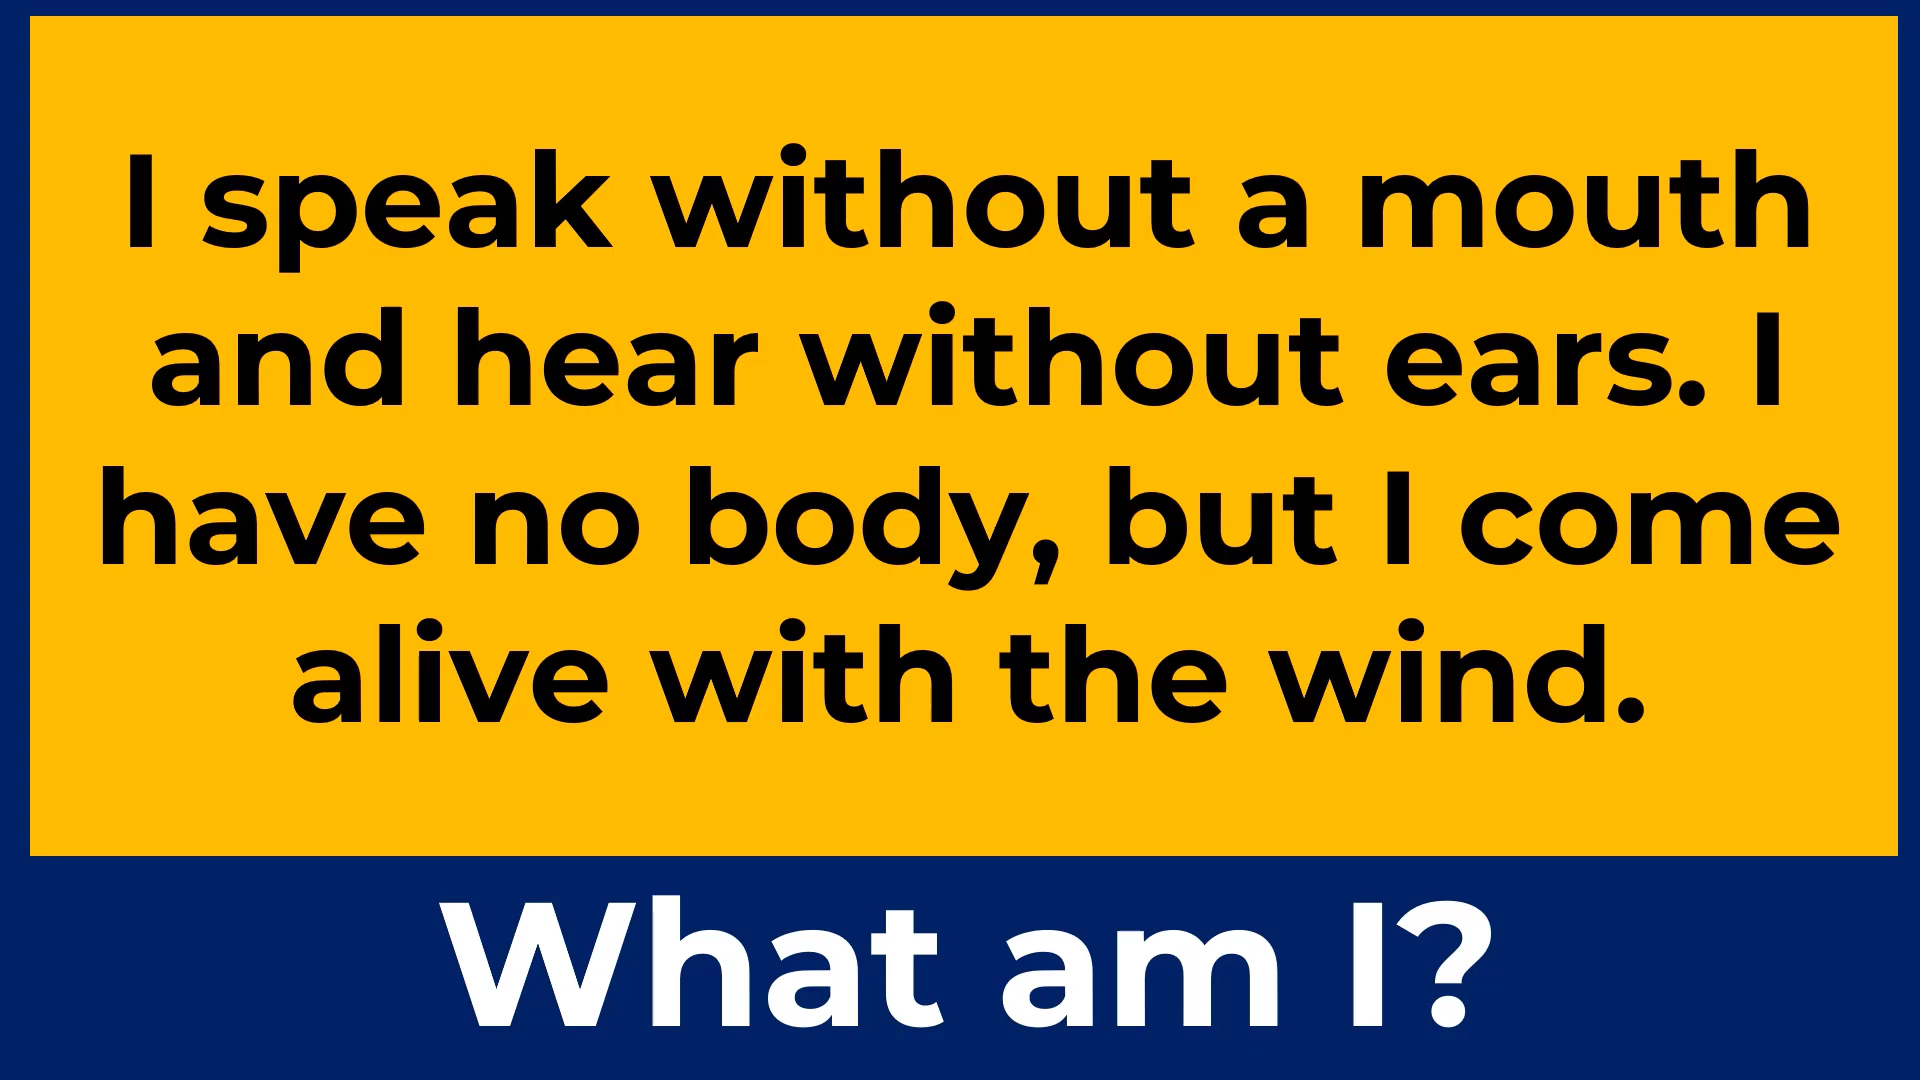 I speak without a mouth
and hear without ears. I
have no body, but I come
alive with the wind.
What am I?